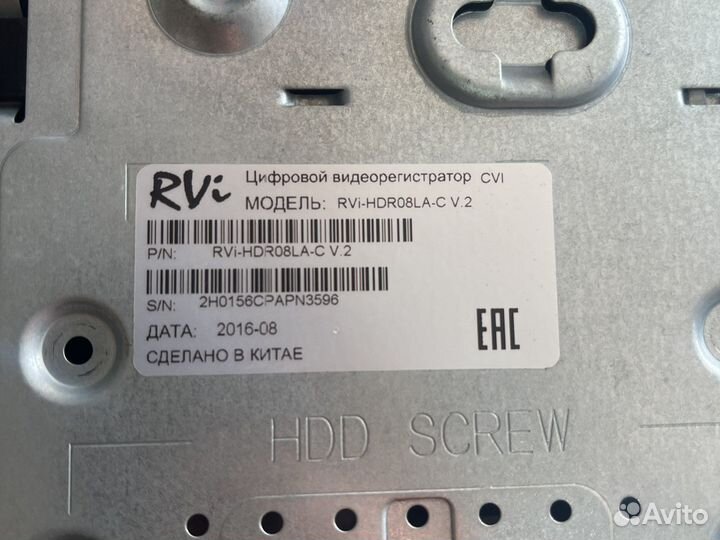 RVi
Цифровой видеорегистратор CVI
МОДЕЛЬ: RVi-HDR08LA-C V.2
P/N: RVi-HDR08LA-C V.2
S/N: 2H0156CPAPN3596
ДАТА: 2016-08
СДЕЛАНО В КИТАЕ
EAC
HDD SCREW
Avito